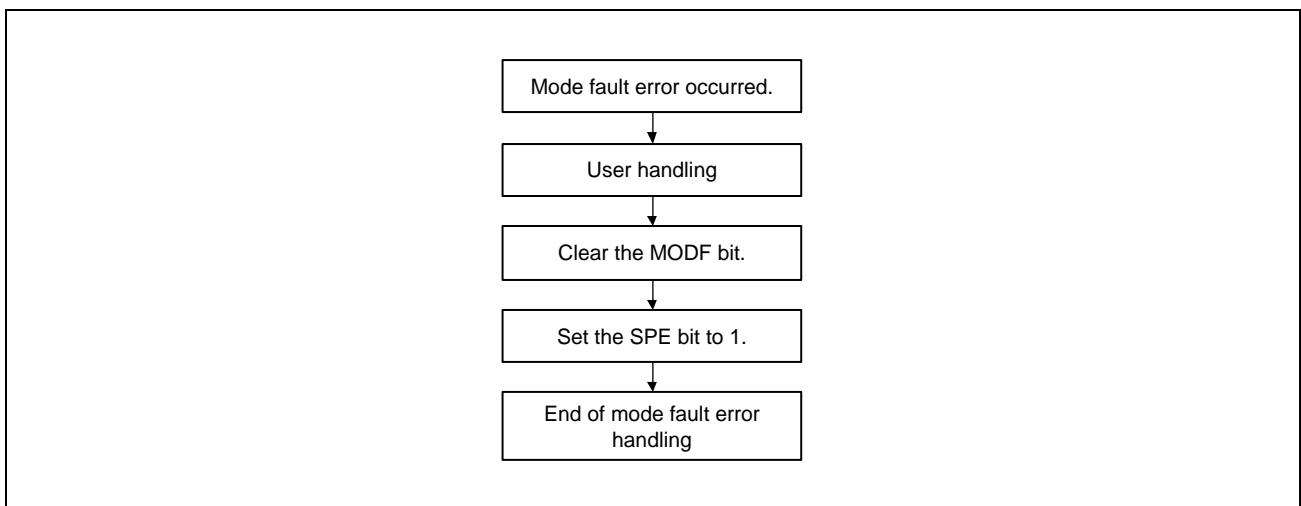 Mode fault error occurred.
User handling
Clear the MODF bit.
Set the SPE bit to 1.
End of mode fault error
handling